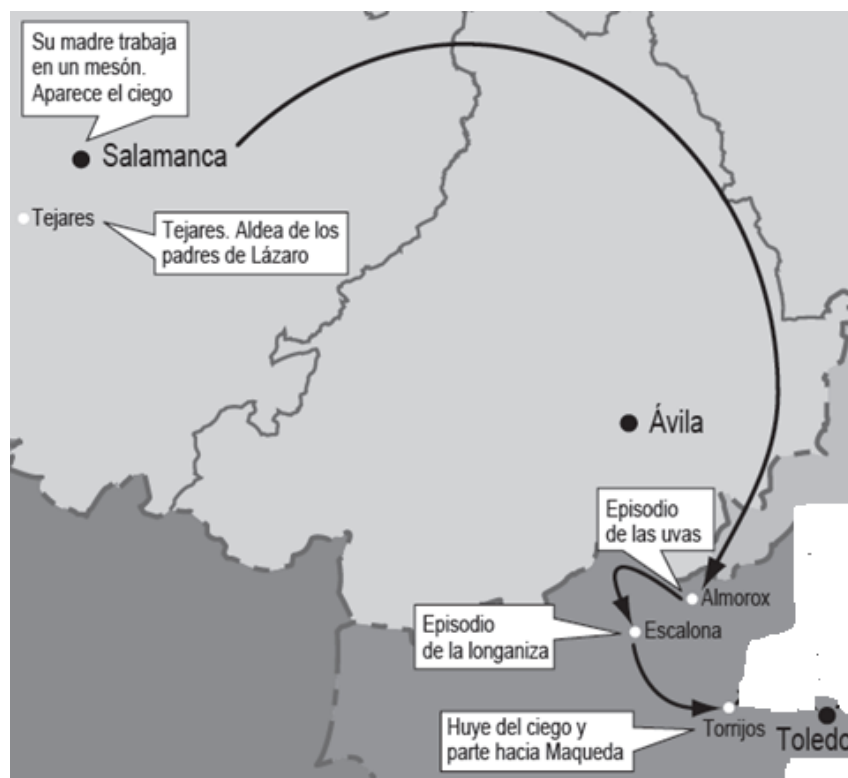 Su madre trabaja
en un mesón.
Aparece el ciego
Salamanca
Tejares
Tejares. Aldea de los
padres de Lázaro
Ávila
Episodio
de las uvas
Almorox
Episodio
de la longaniza
Escalona
Huye del ciego y
parte hacia Maqueda
Torrijos
Toledo